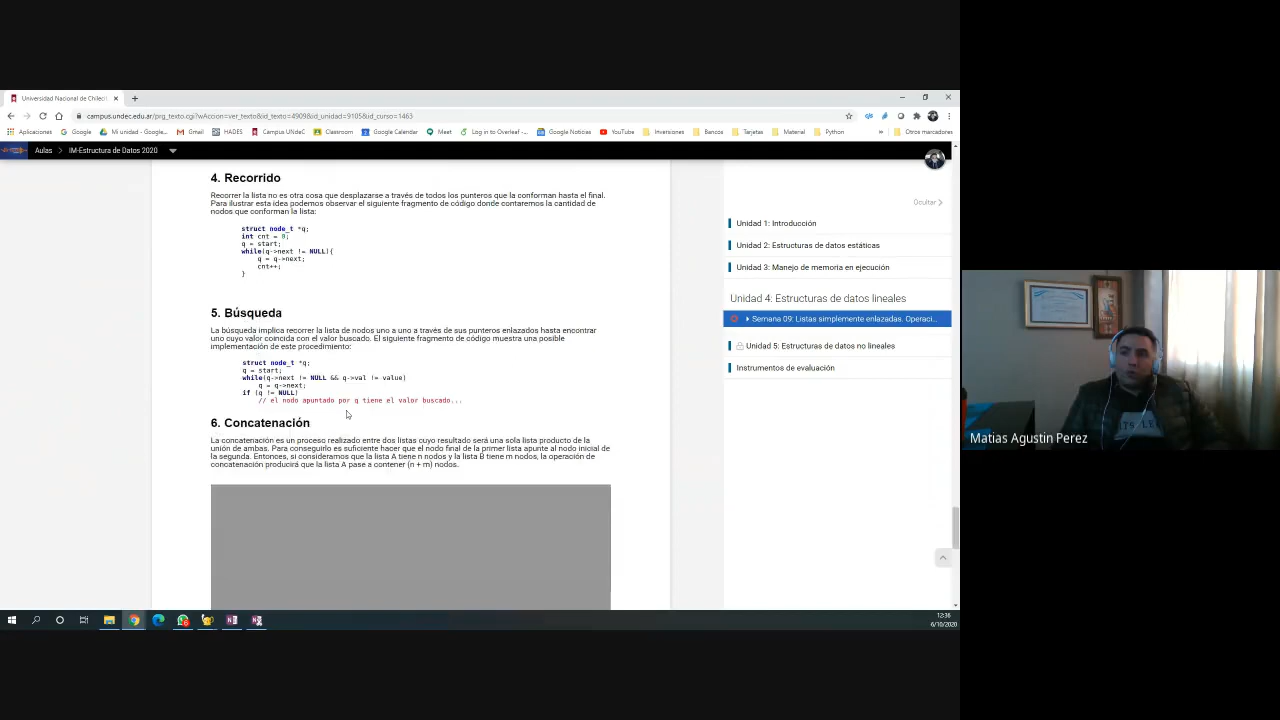 Universidad Nacional de Chileci
campus.undec.edu.ar/prg_texto.cgi?wAccion=ver_texto&id_texto=4909&id_unidad=9105&id_curso=1463
Aplicaciones Google Mi unidad - Google... Gmail HADES Campus UNdeC Classroom Google Calendar Meet Log in to Overleaf -... Google Noticias YouTube Inversiones Bancos Tarjetas Material Python » Otros marcadores
Aulas > IM-Estructura de Datos 2020
4. Recorrido
Recorrer la lista no es otra cosa que desplazarse a través de todos los punteros que la conforman hasta el final.
Para ilustrar esta idea podemos observar el siguiente fragmento de código donde contaremos la cantidad de
nodos que conforman la lista:
struct node_t *q;
int cnt = 0;
q = start;
while(q->next != NULL){
q = q->next;
cnt++;
}
5. Búsqueda
La búsqueda implica recorrer la lista de nodos uno a uno a través de sus punteros enlazados hasta encontrar
uno cuyo valor coincida con el valor buscado. El siguiente fragmento de código muestra una posible
implementación de este procedimiento:
struct node_t *q;
q = start;
while(q->next != NULL && q->val != value)
q = q->next;
if (q != NULL)
// el nodo apuntado por q tiene el valor buscado...
6. Concatenación
La concatenación es un proceso realizado entre dos listas cuyo resultado será una sola lista producto de la
unión de ambas. Para conseguirlo es suficiente hacer que el nodo final de la primer lista apunte al nodo inicial de
la segunda. Entonces, si consideramos que la lista A tiene n nodos y la lista B tiene m nodos, la operación de
concatenación producirá que la lista A pase a contener (n + m) nodos.
Ocultar
Unidad 1: Introducción
Unidad 2: Estructuras de datos estáticas
Unidad 3: Manejo de memoria en ejecución
Unidad 4: Estructuras de datos lineales
Semana 09: Listas simplemente enlazadas. Operaci...
Unidad 5: Estructuras de datos no lineales
Instrumentos de evaluación
Matias Agustin Perez
12:36
6/10/2020